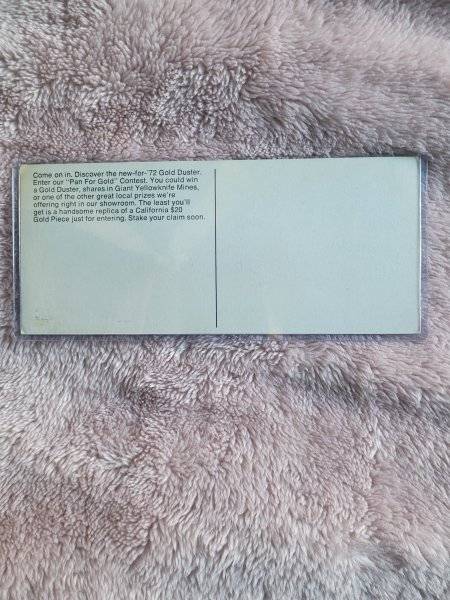 Come on in. Discover the new-for-'72 Gold Duster.
Enter our "Pan For Gold" Contest. You could win
a Gold Duster, shares in Giant Yellowknife Mines,
or one of the other great local prizes we're
offering right in our showroom. The least you'll
get is a handsome replica of a California $20
Gold Piece just for entering. Stake your claim soon.